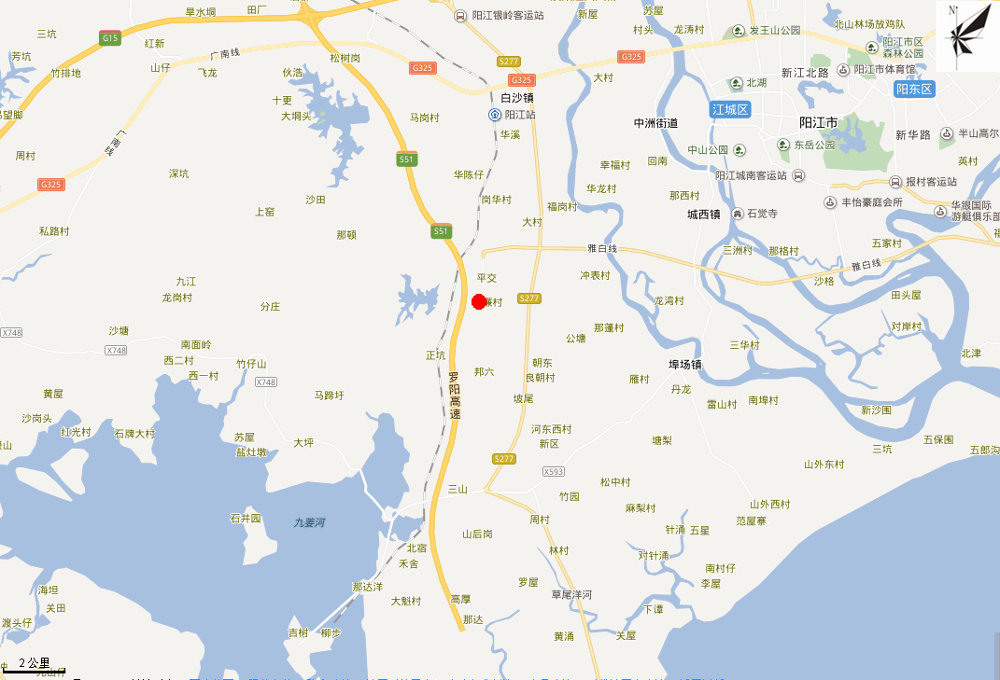 旱水垌
田厂
阳江银岭客运站
新屋
苏屋
北山林场放鸡队
N
三坑
G15
红新
村头
龙涛村
发王山公园
阳江市区
森林公园
芳坑
广南线
松树岗
S277
G325
竹排地
山仔
飞龙
伙浩
G325
G325
大村
新江北路
阳江市体育馆
北湖
阳东区
十更
白沙镇
江城区
大垌头
马岗村
阳江站
中洲街道
阳江市
广南线
华溪
新华路
半山高尔
中山公园
东岳公园
周村
S51
幸福村
回南
英村
深坑
华陈仔
阳江城南客运站
报村客运站
G325
沙田
岗华村
华龙村
那西村
丰怡豪庭会所
华银国际
游艇俱乐部
上窑
福岗村
城西镇
石觉寺
私路村
那顿
S51
大村
五家村
雅白线
三洲村
那格村
雅白线
九江
平交
冲表村
沙格
龙岗村
分庄
廉村
S277
龙湾村
田头屋
X748
沙塘
公塘
那蓬村
对岸村
X748
南面岭
正坑
三华村
北津
西二村
竹仔山
朝东
埠场镇
西一村
X748
邦六
良朝村
雁村
丹龙
黄屋
马蹄圩
罗阳高速
坡尾
雷山村
南埠村
沙岗头
新沙围
红光村
石牌大村
苏屋
大坪
河东西村
新区
塘梨
五保围
盐灶墩
S277
三坑
五郎沟
X593
山外东村
三山
松中村
竹园
石井园
九姜河
麻梨村
山外西村
周村
范屋寨
山后岗
针涌
五星
北宿
林村
对针涌
禾舍
南村仔
海坦
那达洋
罗屋
李屋
关田
大魁村
高厚
草尾洋河
下谭
渡头仔
那达
吉树
柳步
黄涌
关屋
2公里